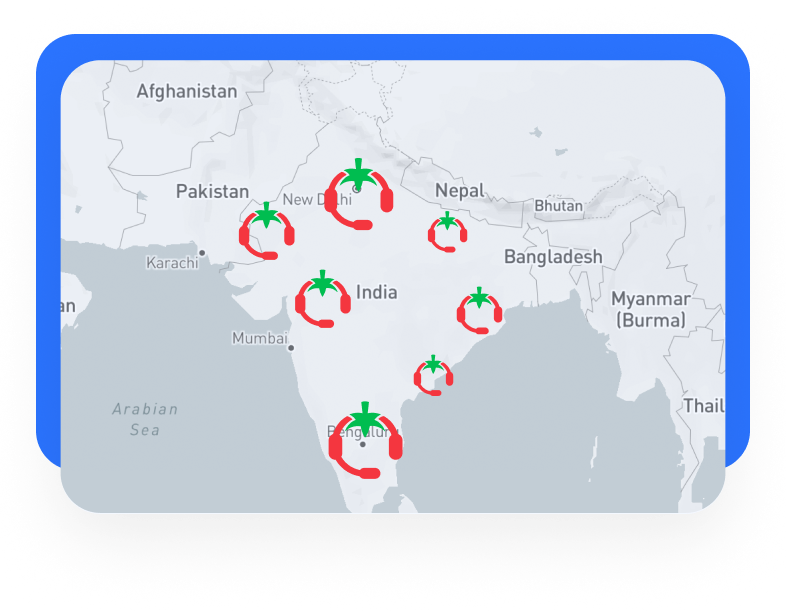 Afghanistan
Pakistan
New Delhi
Nepal
Bhutan
Karachi
Bangladesh
India
an
Myanmar
(Burma)
Mumbai
Arabian
Sea
Thail
Bengaluru